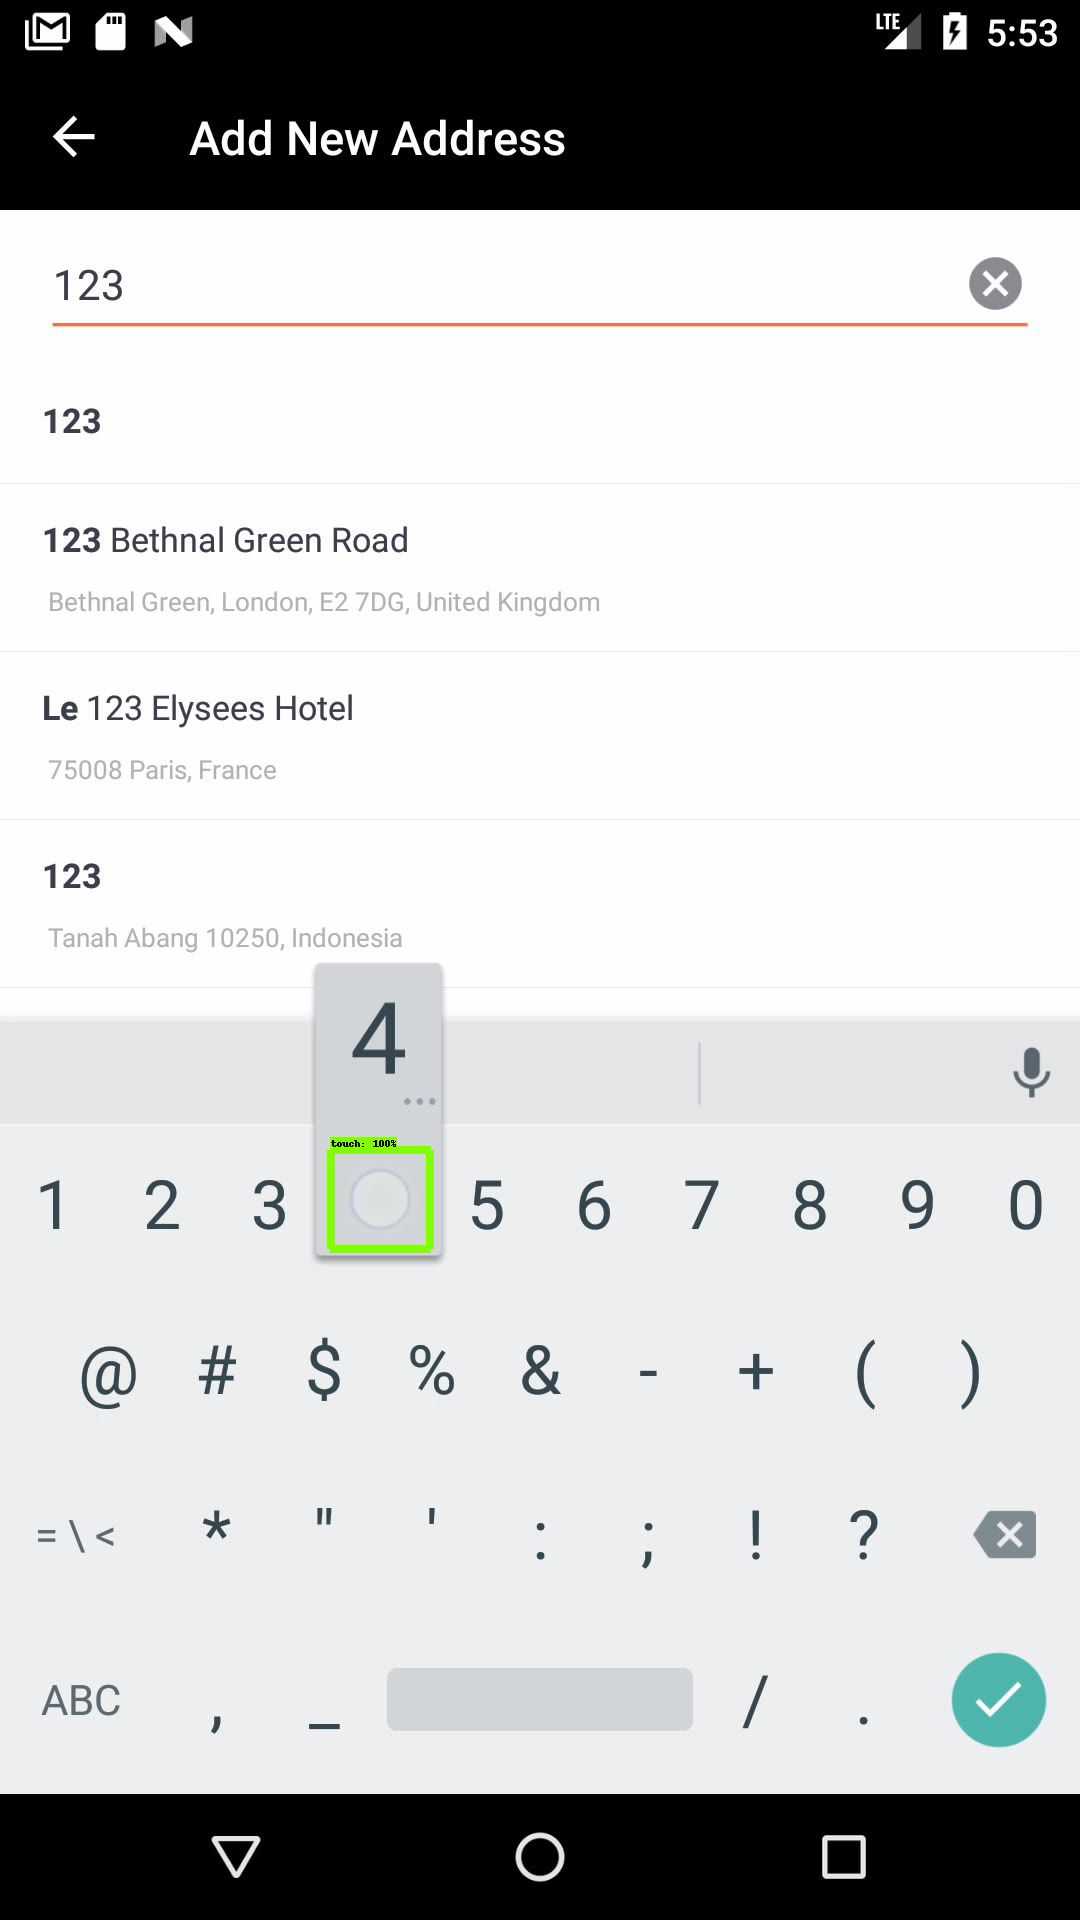 LTE 5:53
Add New Address
123
123
123 Bethnal Green Road
Bethnal Green, London, E2 7DG, United Kingdom
Le 123 Elysees Hotel
75008 Paris, France
123
Tanah Abang 10250, Indonesia
4
...
touch: 100%
1 2 3 5 6 7 8 9 0
@ # $ % & - + ( )
= \ < * " ' : ; ! ?
ABC , _ / .